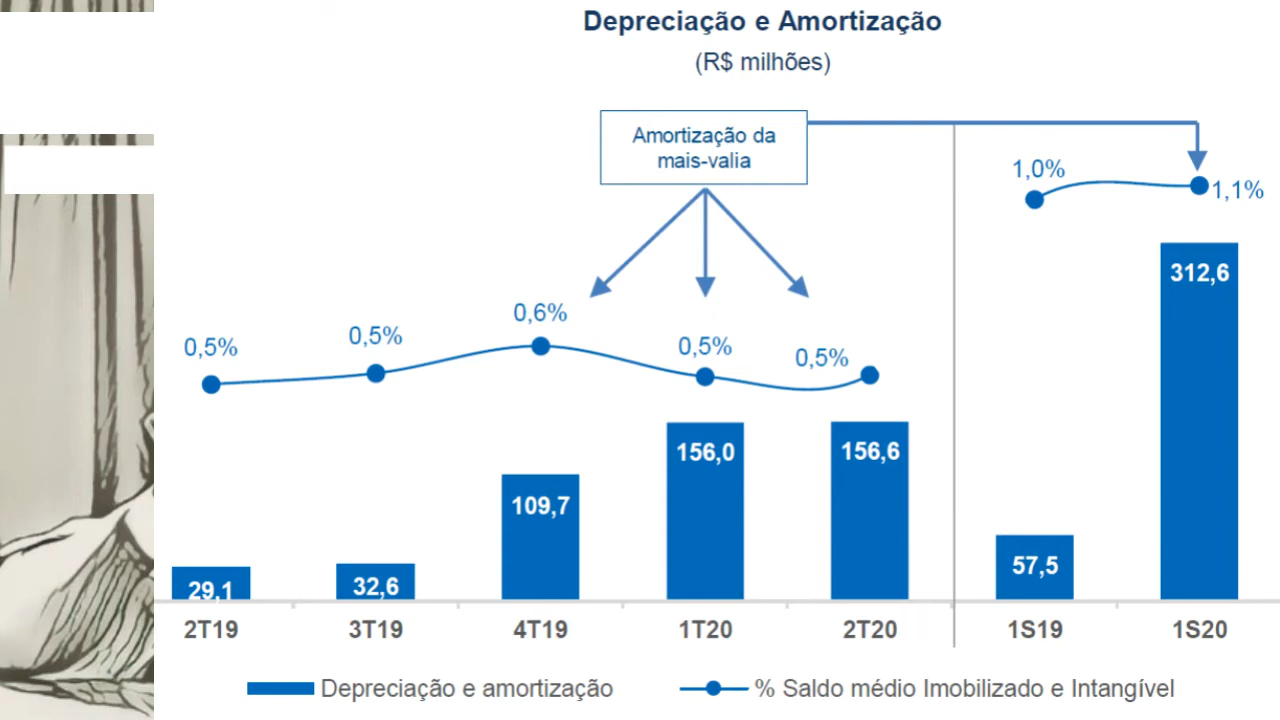 Depreciação e Amortização
(R$ milhões)
Amortização da
mais-valia
1,0%
1,1%
312,6
0,6%
0,5%
0,5%
0,5%
0,5%
156,0
156,6
109,7
57,5
29,1
32,6
2T19
3T19
4T19
1T20
2T20
1S19
1S20
Depreciação e amortização
% Saldo médio Imobilizado e Intangível